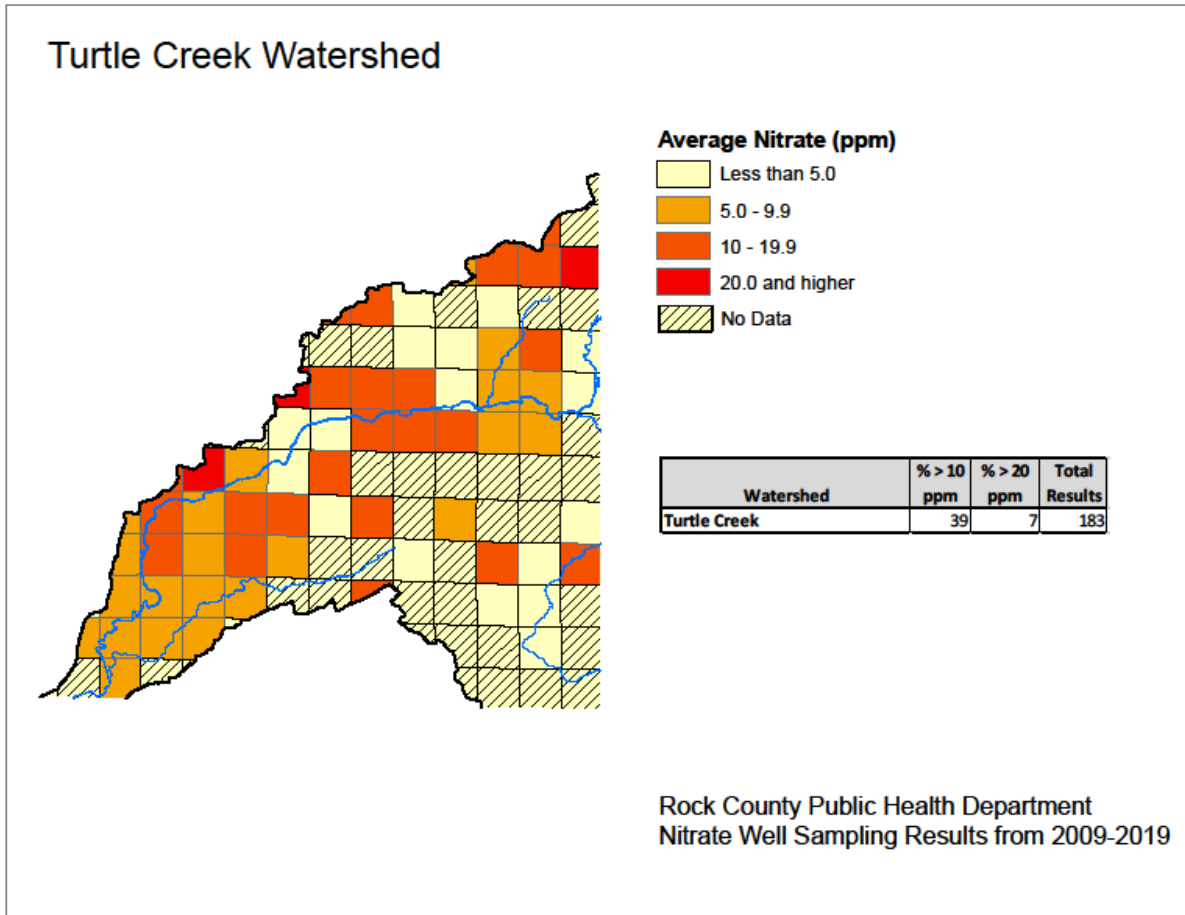 Turtle Creek Watershed
Average Nitrate (ppm)
Less than 5.0
5.0 - 9.9
10 - 19.9
20.0 and higher
No Data
Watershed % > 10 ppm % > 20 ppm Total Results
Turtle Creek 39 7 183
Rock County Public Health Department
Nitrate Well Sampling Results from 2009-2019